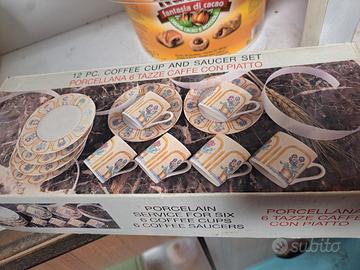 fantasia di cacao
12 PC. COFFEE CUP AND SAUCER SET
PORCELLANA 6 TAZZE CAFFE CON PIATTO
PORCELAIN
SERVICE FOR SIX
6 COFFEE CUPS
6 COFFEE SAUCERS
PORCELLANA
6 TAZZE CAFFE
CON PIATTO
subito